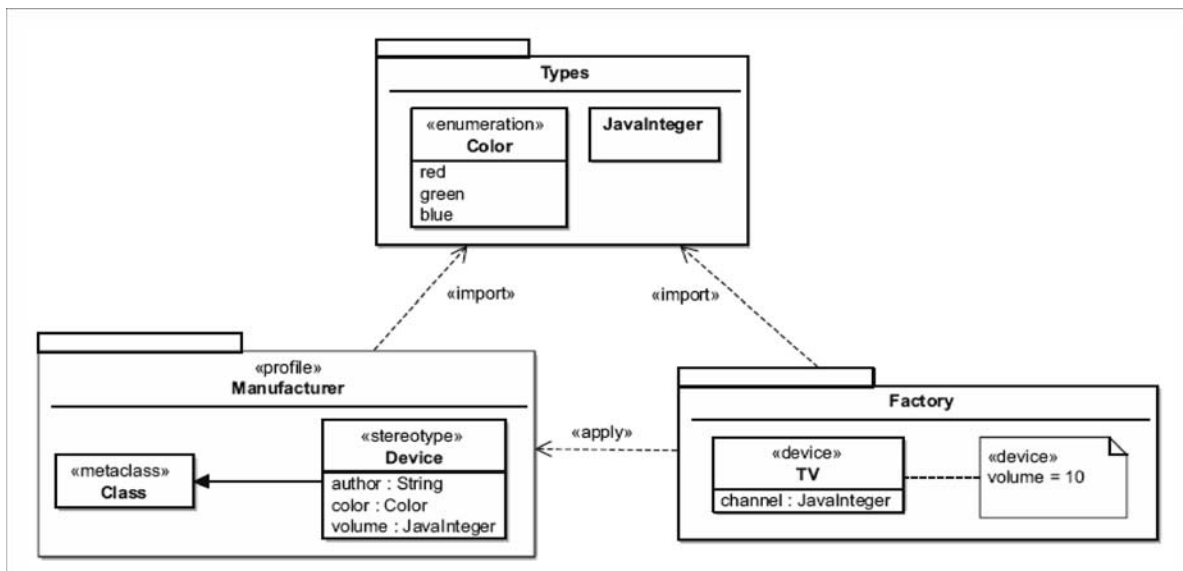 Types
«enumeration»
Color
red
green
blue
JavaInteger
«import»
«import»
«profile»
Manufacturer
«metaclass»
Class
«stereotype»
Device
author : String
color : Color
volume : JavaInteger
«apply»
Factory
«device»
TV
channel : JavaInteger
«device»
volume = 10